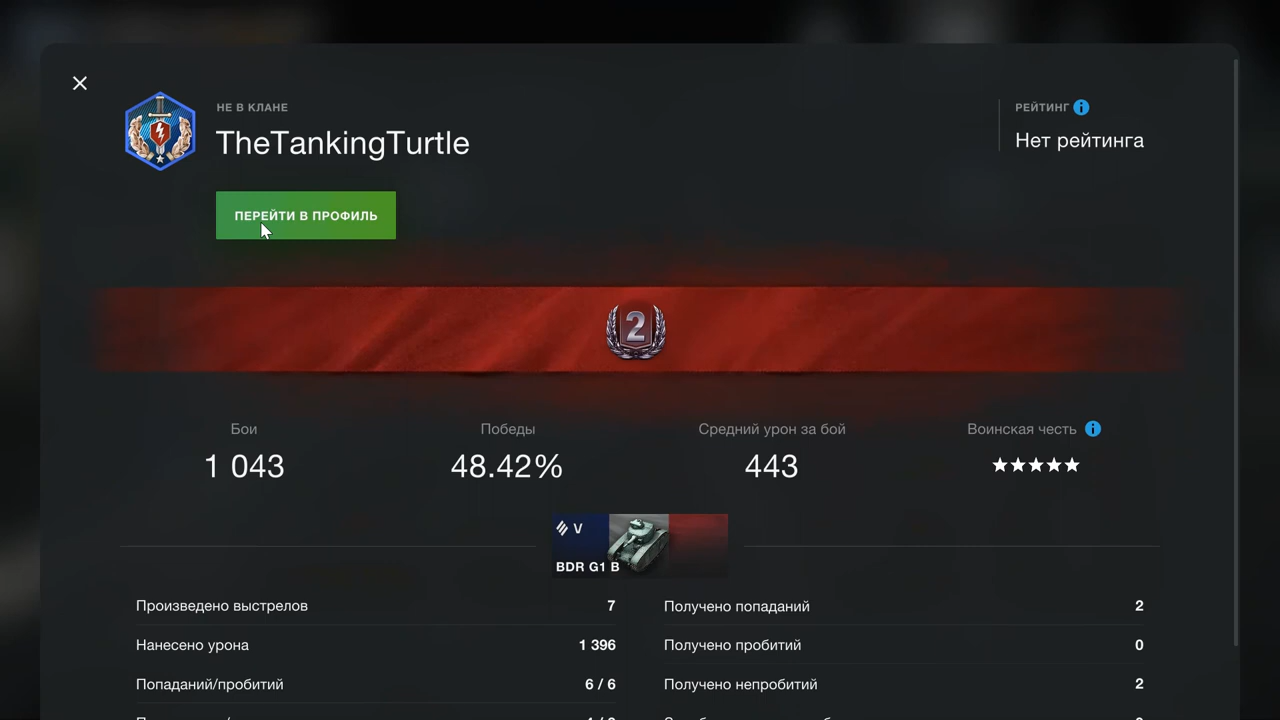 НЕ В КЛАНЕ
TheTankingTurtle
РЕЙТИНГ
Нет рейтинга
ПЕРЕЙТИ В ПРОФИЛЬ
2
Бои
1 043
Победы
48.42%
Средний урон за бой
443
Воинская честь
V
BDR G1 B
Произведено выстрелов 7
Получено попаданий 2
Нанесено урона 1 396
Получено пробитий 0
Попаданий/пробитий 6 / 6
Получено непробитий 2